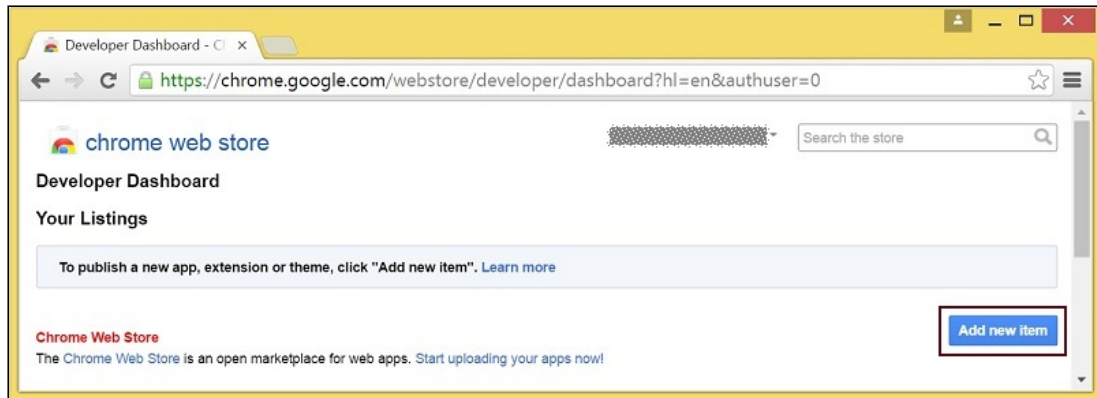 Developer Dashboard - C
https://chrome.google.com/webstore/developer/dashboard?hl=en&authuser=0
chrome web store
Search the store
Developer Dashboard
Your Listings
To publish a new app, extension or theme, click "Add new item". Learn more
Add new item
Chrome Web Store
The Chrome Web Store is an open marketplace for web apps. Start uploading your apps now!